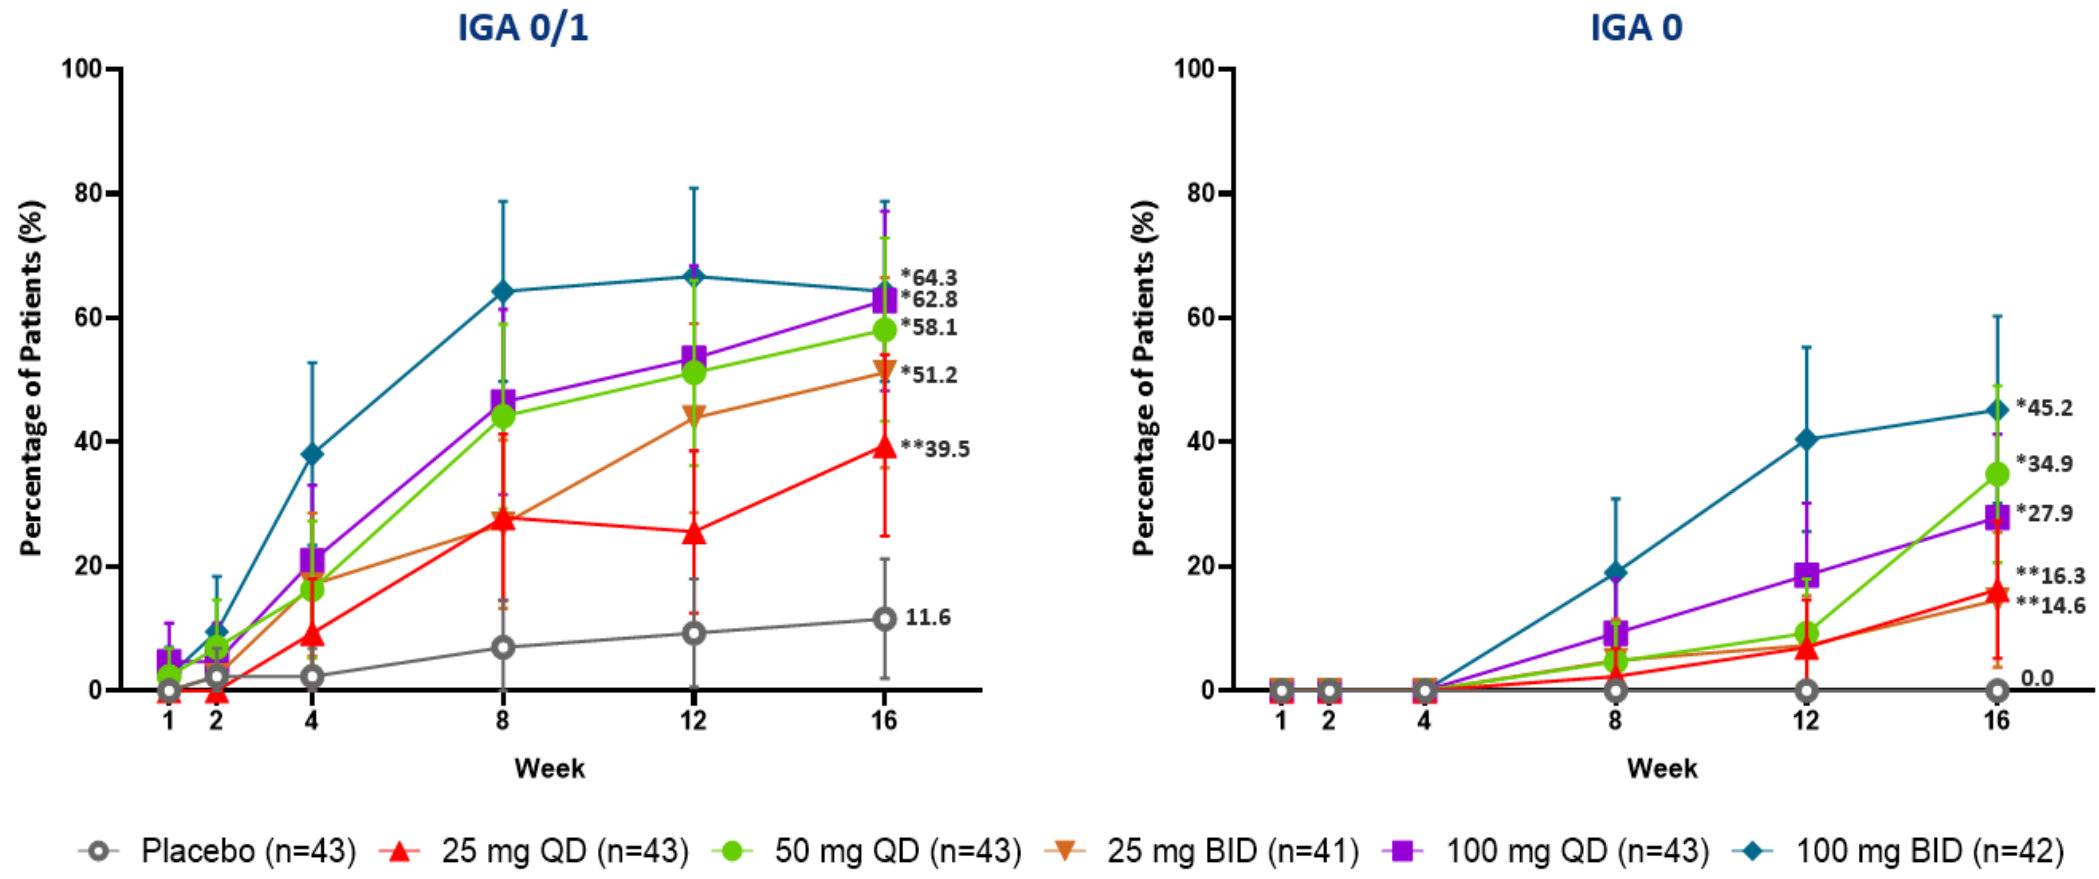 IGA 0/1
Percentage of Patients (%)
100
80
60
40
20
0
1 2 4 8 12 16
Week
*64.3
*62.8
*58.1
*51.2
**39.5
11.6
IGA 0
Percentage of Patients (%)
100
80
60
40
20
0
1 2 4 8 12 16
Week
*45.2
*34.9
*27.9
**16.3
**14.6
0.0
Placebo (n=43) 25 mg QD (n=43) 50 mg QD (n=43) 25 mg BID (n=41) 100 mg QD (n=43) 100 mg BID (n=42)